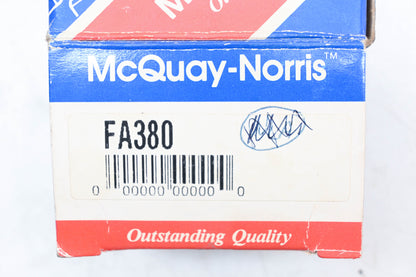 McQuay-Norris™
FA380
0 00000 00000 0
Outstanding Quality